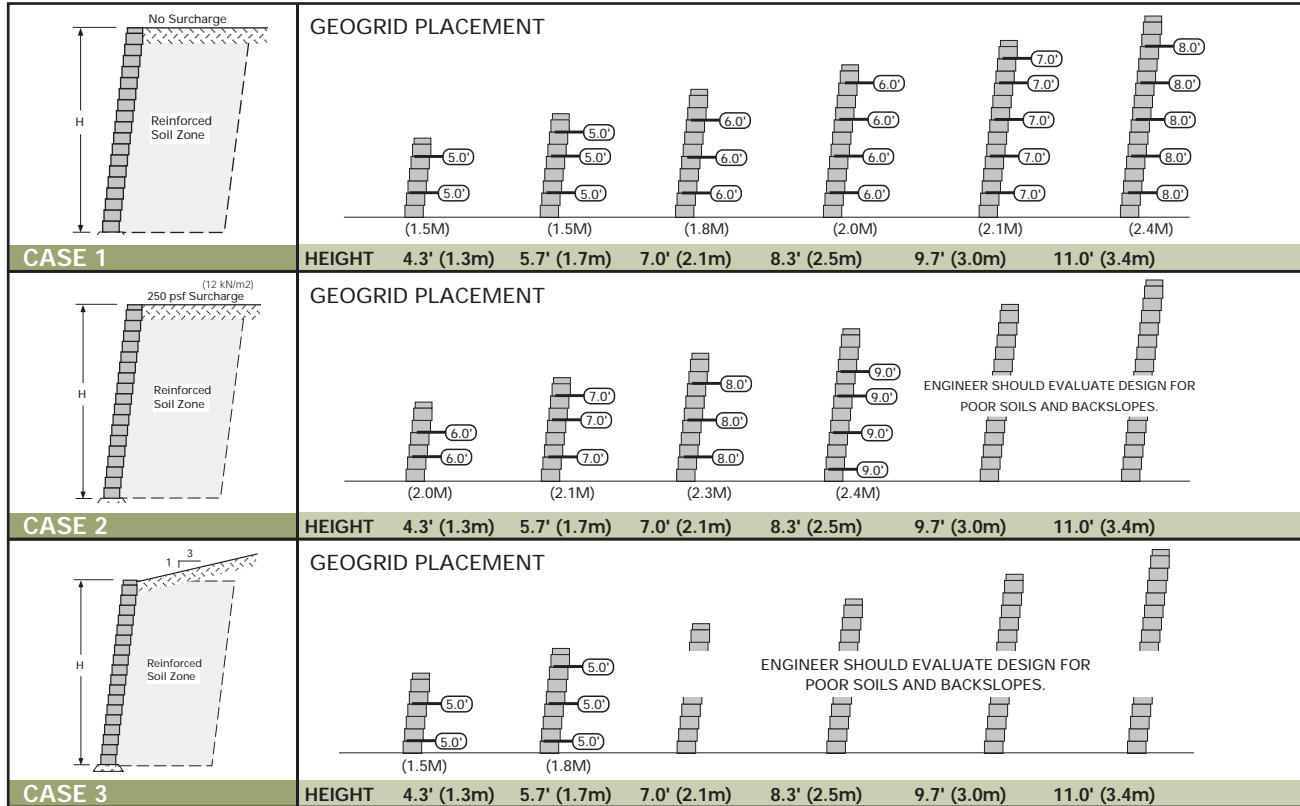 No Surcharge
H
Reinforced
Soil Zone
CASE 1
GEOGRID PLACEMENT
5.0'
5.0'
(1.5M)
5.0'
5.0'
5.0'
(1.5M)
6.0'
6.0'
6.0'
(1.8M)
6.0'
6.0'
6.0'
6.0'
(2.0M)
7.0'
7.0'
7.0'
7.0'
7.0'
(2.1M)
8.0'
8.0'
8.0'
8.0'
8.0'
(2.4M)
HEIGHT 4.3' (1.3m) 5.7' (1.7m) 7.0' (2.1m) 8.3' (2.5m) 9.7' (3.0m) 11.0' (3.4m)
(12 kN/m2)
250 psf Surcharge
H
Reinforced
Soil Zone
CASE 2
GEOGRID PLACEMENT
6.0'
6.0'
(2.0M)
7.0'
7.0'
7.0'
(2.1M)
8.0'
8.0'
8.0'
(2.3M)
9.0'
9.0'
9.0'
9.0'
(2.4M)
ENGINEER SHOULD EVALUATE DESIGN FOR
POOR SOILS AND BACKSLOPES.
HEIGHT 4.3' (1.3m) 5.7' (1.7m) 7.0' (2.1m) 8.3' (2.5m) 9.7' (3.0m) 11.0' (3.4m)
3
1
H
Reinforced
Soil Zone
CASE 3
GEOGRID PLACEMENT
5.0'
5.0'
(1.5M)
5.0'
5.0'
5.0'
(1.8M)
ENGINEER SHOULD EVALUATE DESIGN FOR
POOR SOILS AND BACKSLOPES.
HEIGHT 4.3' (1.3m) 5.7' (1.7m) 7.0' (2.1m) 8.3' (2.5m) 9.7' (3.0m) 11.0' (3.4m)